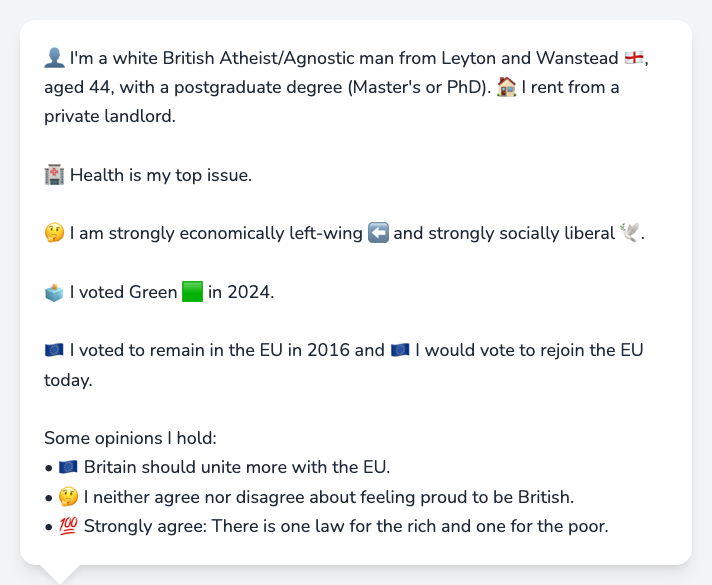 👤 I'm a white British Atheist/Agnostic man from Leyton and Wanstead 🏴󠁧󠁢󠁥󠁮󠁧󠁿,
aged 44, with a postgraduate degree (Master's or PhD). 🏠 I rent from a
private landlord.
🏥 Health is my top issue.
🤔 I am strongly economically left-wing ⬅️ and strongly socially liberal 🕊️.
🗳️ I voted Green 🟩 in 2024.
🇪🇺 I voted to remain in the EU in 2016 and 🇪🇺 I would vote to rejoin the EU
today.
Some opinions I hold:
• 🇪🇺 Britain should unite more with the EU.
• 🤔 I neither agree nor disagree about feeling proud to be British.
• 💯 Strongly agree: There is one law for the rich and one for the poor.